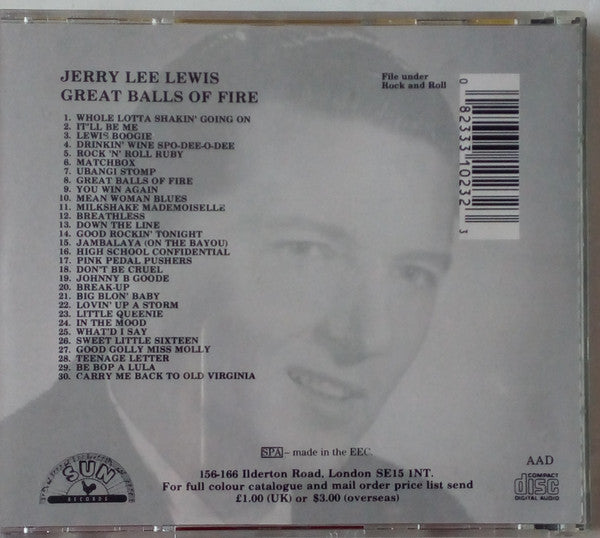 JERRY LEE LEWIS
GREAT BALLS OF FIRE
File under
Rock and Roll
0 82333 10232 3
1. WHOLE LOTTA SHAKIN' GOING ON
2. IT'LL BE ME
3. LEWIS BOOGIE
4. DRINKIN' WINE SPO-DEE-O-DEE
5. ROCK 'N' ROLL RUBY
6. MATCHBOX
7. UBANGI STOMP
8. GREAT BALLS OF FIRE
9. YOU WIN AGAIN
10. MEAN WOMAN BLUES
11. MILKSHAKE MADEMOISELLE
12. BREATHLESS
13. DOWN THE LINE
14. GOOD ROCKIN' TONIGHT
15. JAMBALAYA (ON THE BAYOU)
16. HIGH SCHOOL CONFIDENTIAL
17. PINK PEDAL PUSHERS
18. DON'T BE CRUEL
19. JOHNNY B GOODE
20. BREAK-UP
21. BIG BLON' BABY
22. LOVIN' UP A STORM
23. LITTLE QUEENIE
24. IN THE MOOD
25. WHAT'D I SAY
26. SWEET LITTLE SIXTEEN
27. GOOD GOLLY MISS MOLLY
28. TEENAGE LETTER
29. BE BOP A LULA
30. CARRY ME BACK TO OLD VIRGINIA
SPA – made in the EEC.
156-166 Ilderton Road, London SE15 1NT.
For full colour catalogue and mail order price list send
£1.00 (UK) or $3.00 (overseas)
SUN
RECORDS
AAD
COMPACT
disc
DIGITAL AUDIO